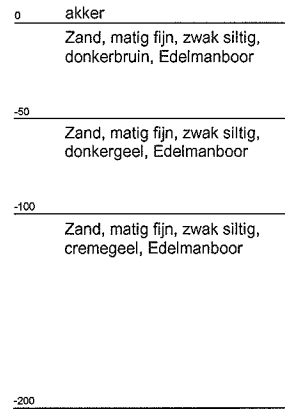 0 akker
Zand, matig fijn, zwak siltig,
donkerbruin, Edelmanboor
-50
Zand, matig fijn, zwak siltig,
donkergeel, Edelmanboor
-100
Zand, matig fijn, zwak siltig,
cremegeel, Edelmanboor
-200